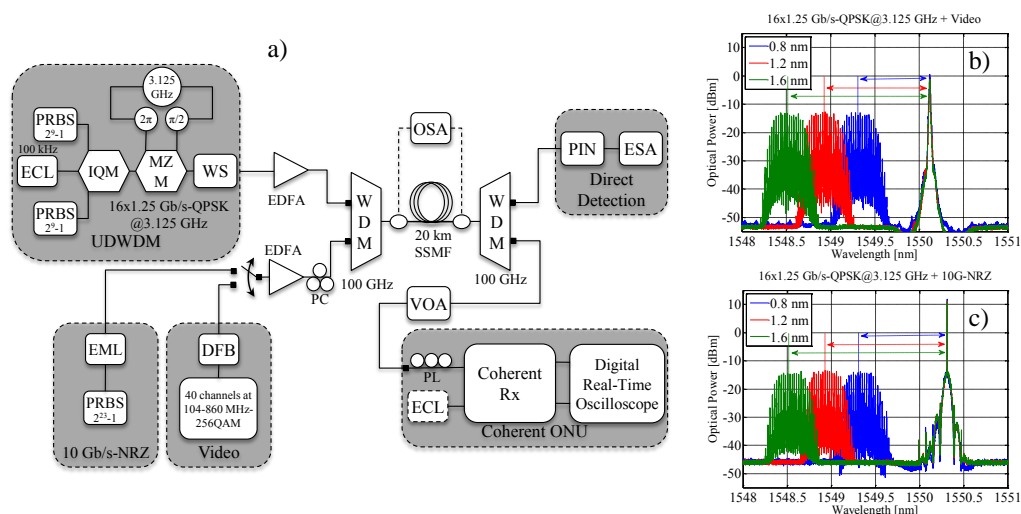 a)
3.125
GHz
2π
π/2
PRBS
2⁹-1
100 kHz
ECL
IQM
MZ
M
WS
PRBS
2⁹-1
16x1.25 Gb/s-QPSK
@3.125 GHz
UDWDM
EDFA
EDFA
PC
WDM
100 GHz
OSA
20 km
SSMF
WDM
100 GHz
PIN
ESA
Direct
Detection
VOA
PL
ECL
Coherent
Rx
Digital
Real-Time
Oscilloscope
Coherent ONU
EML
PRBS
2²³-1
10 Gb/s-NRZ
DFB
40 channels at
104-860 MHz-
256QAM
Video
16x1.25 Gb/s-QPSK@3.125 GHz + Video
b)
0.8 nm
1.2 nm
1.6 nm
Optical Power [dBm]
10
0
-10
-20
-30
-40
-50
1548 1548.5 1549 1549.5 1550 1550.5 1551
Wavelength [nm]
16x1.25 Gb/s-QPSK@3.125 GHz + 10G-NRZ
c)
0.8 nm
1.2 nm
1.6 nm
Optical Power [dBm]
10
0
-10
-20
-30
-40
-50
1548 1548.5 1549 1549.5 1550 1550.5 1551
Wavelength [nm]